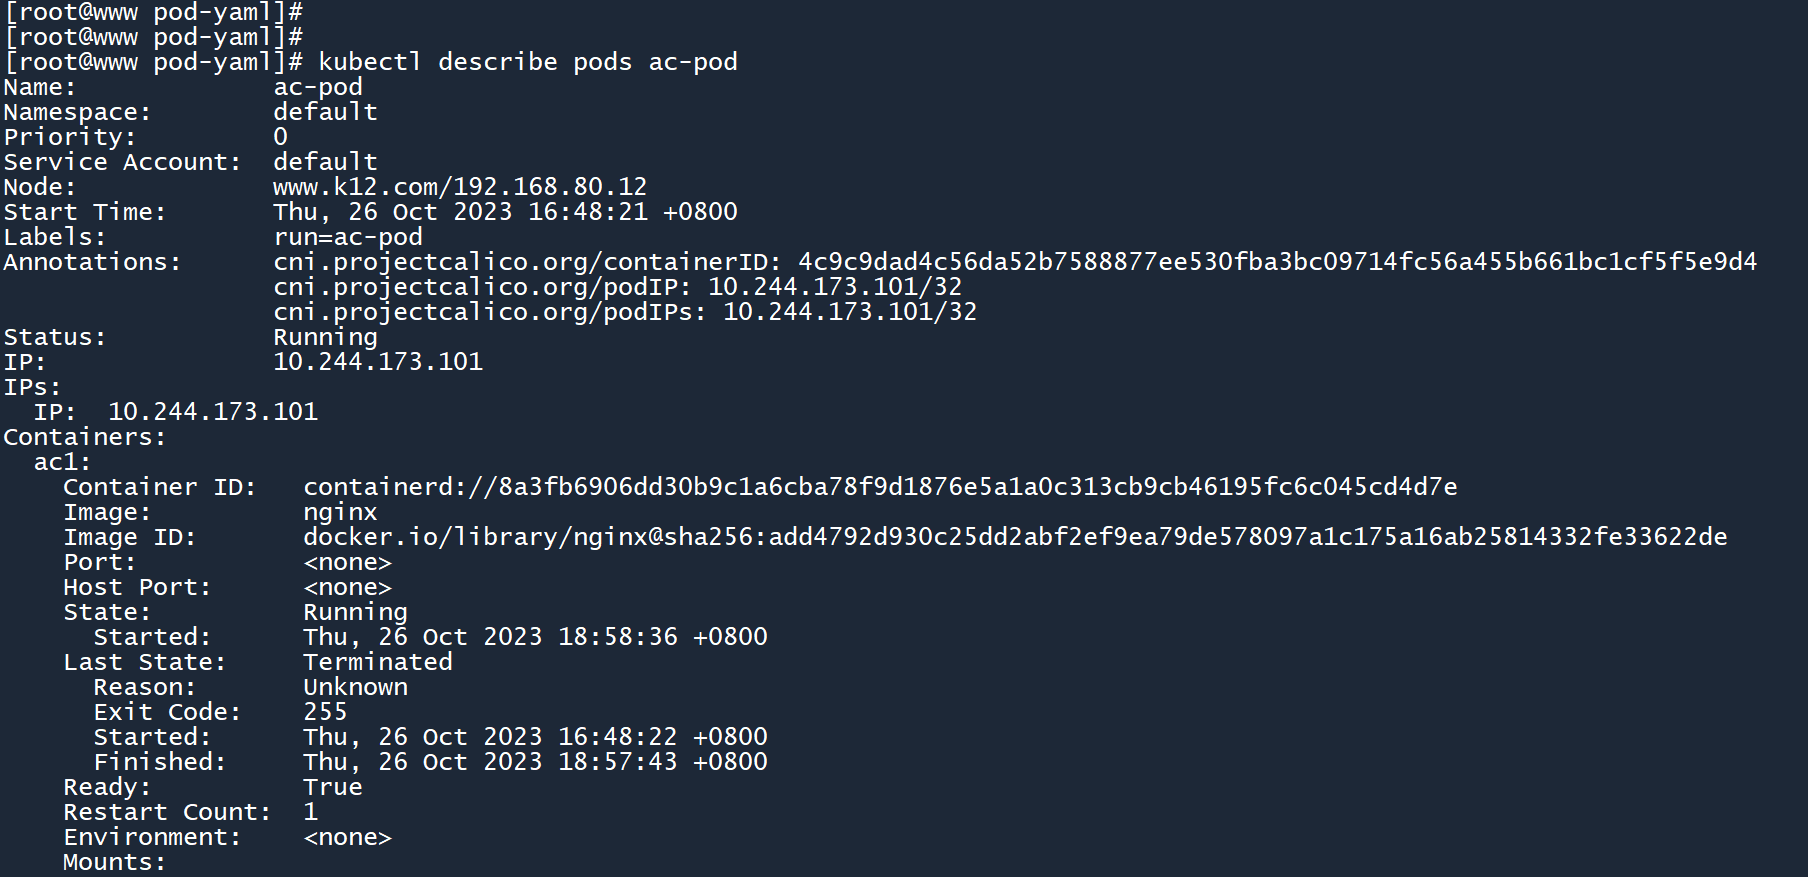 [root@www pod-yaml]#
[root@www pod-yaml]#
[root@www pod-yaml]# kubectl describe pods ac-pod
Name:             ac-pod
Namespace:        default
Priority:         0
Service Account:  default
Node:             www.k12.com/192.168.80.12
Start Time:       Thu, 26 Oct 2023 16:48:21 +0800
Labels:           run=ac-pod
Annotations:      cni.projectcalico.org/containerID: 4c9c9dad4c56da52b7588877ee530fba3bc09714fc56a455b661bc1cf5f5e9d4
                  cni.projectcalico.org/podIP: 10.244.173.101/32
                  cni.projectcalico.org/podIPs: 10.244.173.101/32
Status:           Running
IP:               10.244.173.101
IPs:
  IP:  10.244.173.101
Containers:
  ac1:
    Container ID:   containerd://8a3fb6906dd30b9c1a6cba78f9d1876e5a1a0c313cb9cb46195fc6c045cd4d7e
    Image:          nginx
    Image ID:       docker.io/library/nginx@sha256:add4792d930c25dd2abf2ef9ea79de578097a1c175a16ab25814332fe33622de
    Port:           <none>
    Host Port:      <none>
    State:          Running
      Started:      Thu, 26 Oct 2023 18:58:36 +0800
    Last State:     Terminated
      Reason:       Unknown
      Exit Code:    255
      Started:      Thu, 26 Oct 2023 16:48:22 +0800
      Finished:     Thu, 26 Oct 2023 18:57:43 +0800
    Ready:          True
    Restart Count:  1
    Environment:    <none>
    Mounts: